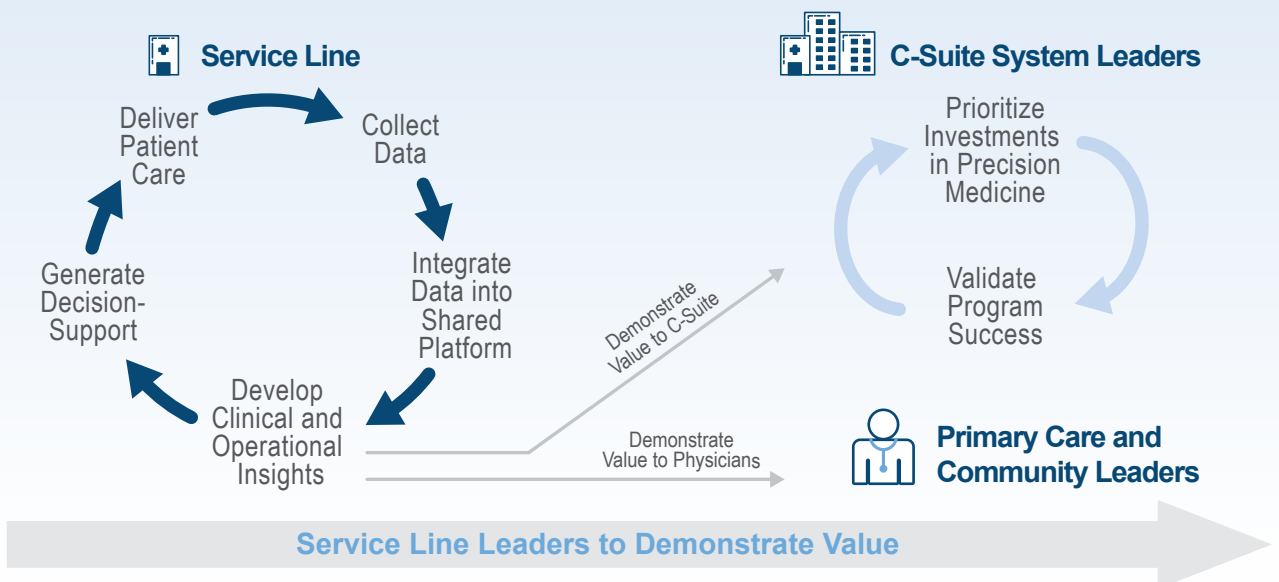 Service Line
Deliver
Patient
Care
Collect
Data
Integrate
Data into
Shared
Platform
Develop
Clinical and
Operational
Insights
Generate
Decision-
Support
Demonstrate
Value to C-Suite
Demonstrate
Value to Physicians
C-Suite System Leaders
Prioritize
Investments
in Precision
Medicine
Validate
Program
Success
Primary Care and
Community Leaders
Service Line Leaders to Demonstrate Value